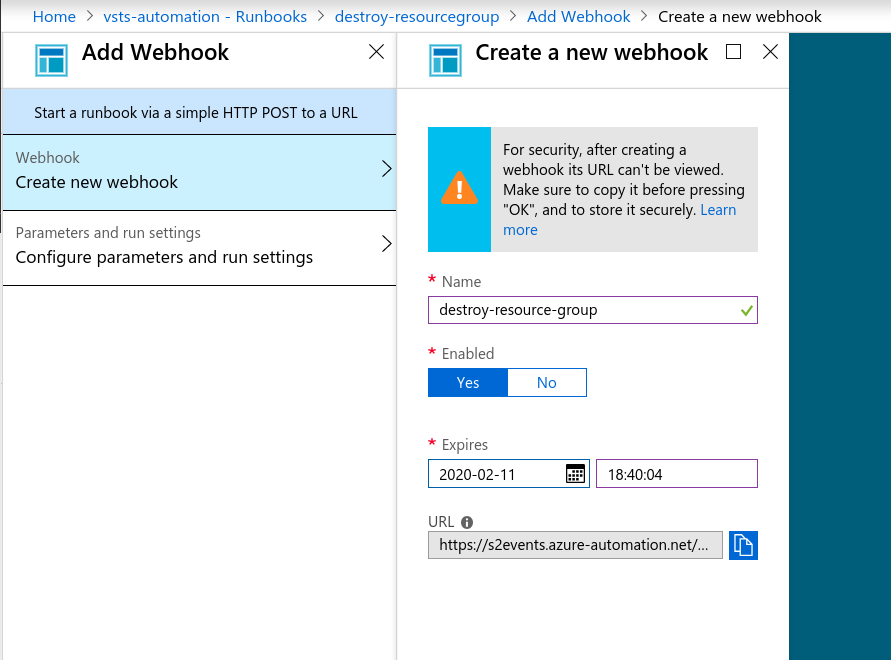 Home > vsts-automation - Runbooks > destroy-resourcegroup > Add Webhook > Create a new webhook
Add Webhook
Start a runbook via a simple HTTP POST to a URL
Webhook
Create new webhook
Parameters and run settings
Configure parameters and run settings
Create a new webhook
For security, after creating a
webhook its URL can't be viewed.
Make sure to copy it before pressing
"OK", and to store it securely. Learn
more
* Name
destroy-resource-group
* Enabled
Yes No
* Expires
2020-02-11 18:40:04
URL
https://s2events.azure-automation.net/...